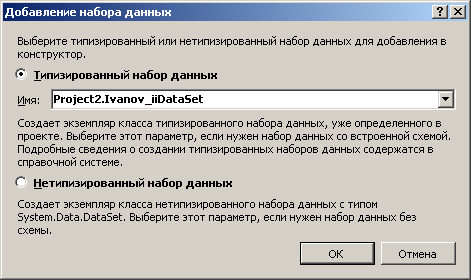 Добавление набора данных
Выберите типизированный или нетипизированный набор данных для добавления в
конструктор.
Типизированный набор данных
Имя: Project2.Ivanov_iiDataSet
Создает экземпляр класса типизированного набора данных, уже определенного в
проекте. Выберите этот параметр, если нужен набор данных со встроенной схемой.
Подробные сведения о создании типизированных наборов данных содержатся в
справочной системе.
Нетипизированный набор данных
Создает экземпляр класса нетипизированного набора данных с типом
System.Data.DataSet. Выберите этот параметр, если нужен набор данных без
схемы.
OK Отмена